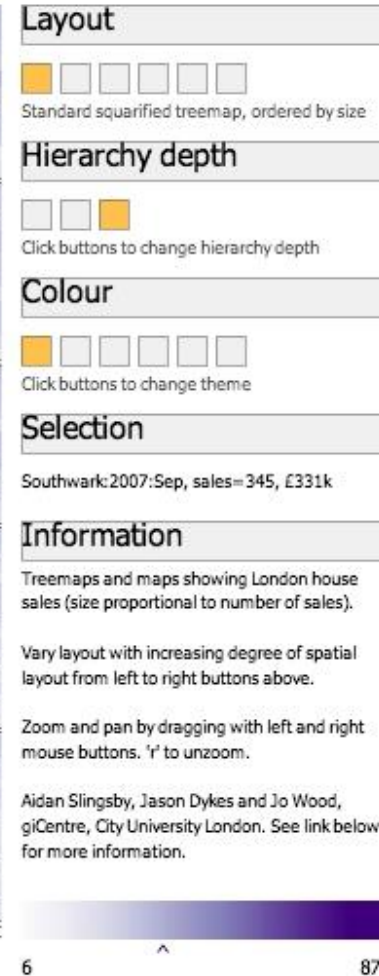 Layout
Standard squarified treemap, ordered by size
Hierarchy depth
Click buttons to change hierarchy depth
Colour
Click buttons to change theme
Selection
Southwark:2007:Sep, sales=345, £331k
Information
Treemaps and maps showing London house
sales (size proportional to number of sales).
Vary layout with increasing degree of spatial
layout from left to right buttons above.
Zoom and pan by dragging with left and right
mouse buttons. 'r' to unzoom.
Aidan Slingsby, Jason Dykes and Jo Wood,
giCentre, City University London. See link below
for more information.
6 87